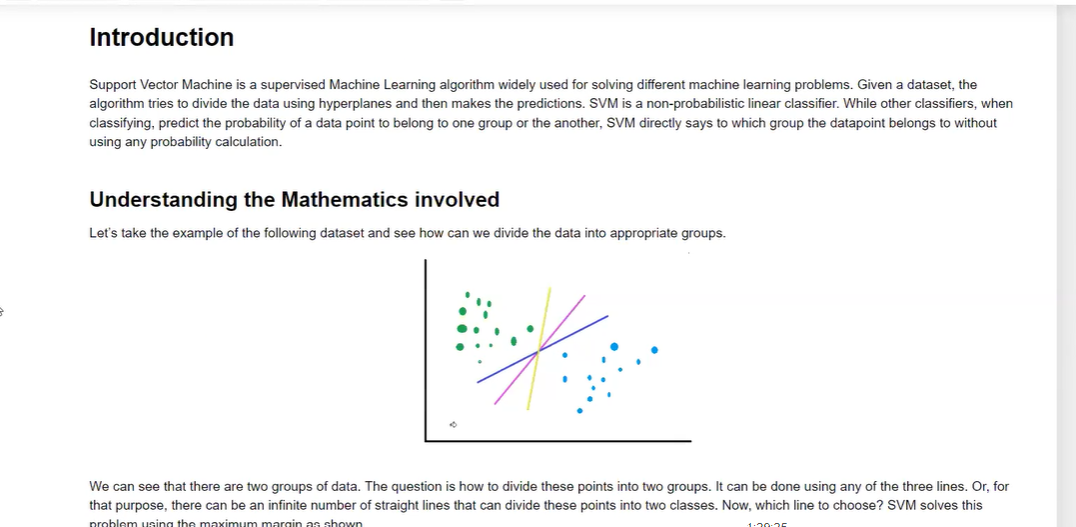 Introduction
Support Vector Machine is a supervised Machine Learning algorithm widely used for solving different machine learning problems. Given a dataset, the
algorithm tries to divide the data using hyperplanes and then makes the predictions. SVM is a non-probabilistic linear classifier. While other classifiers, when
classifying, predict the probability of a data point to belong to one group or the another, SVM directly says to which group the datapoint belongs to without
using any probability calculation.
Understanding the Mathematics involved
Let's take the example of the following dataset and see how can we divide the data into appropriate groups.
We can see that there are two groups of data. The question is how to divide these points into two groups. It can be done using any of the three lines. Or, for
that purpose, there can be an infinite number of straight lines that can divide these points into two classes. Now, which line to choose? SVM solves this
problem using the maximum margin as shown